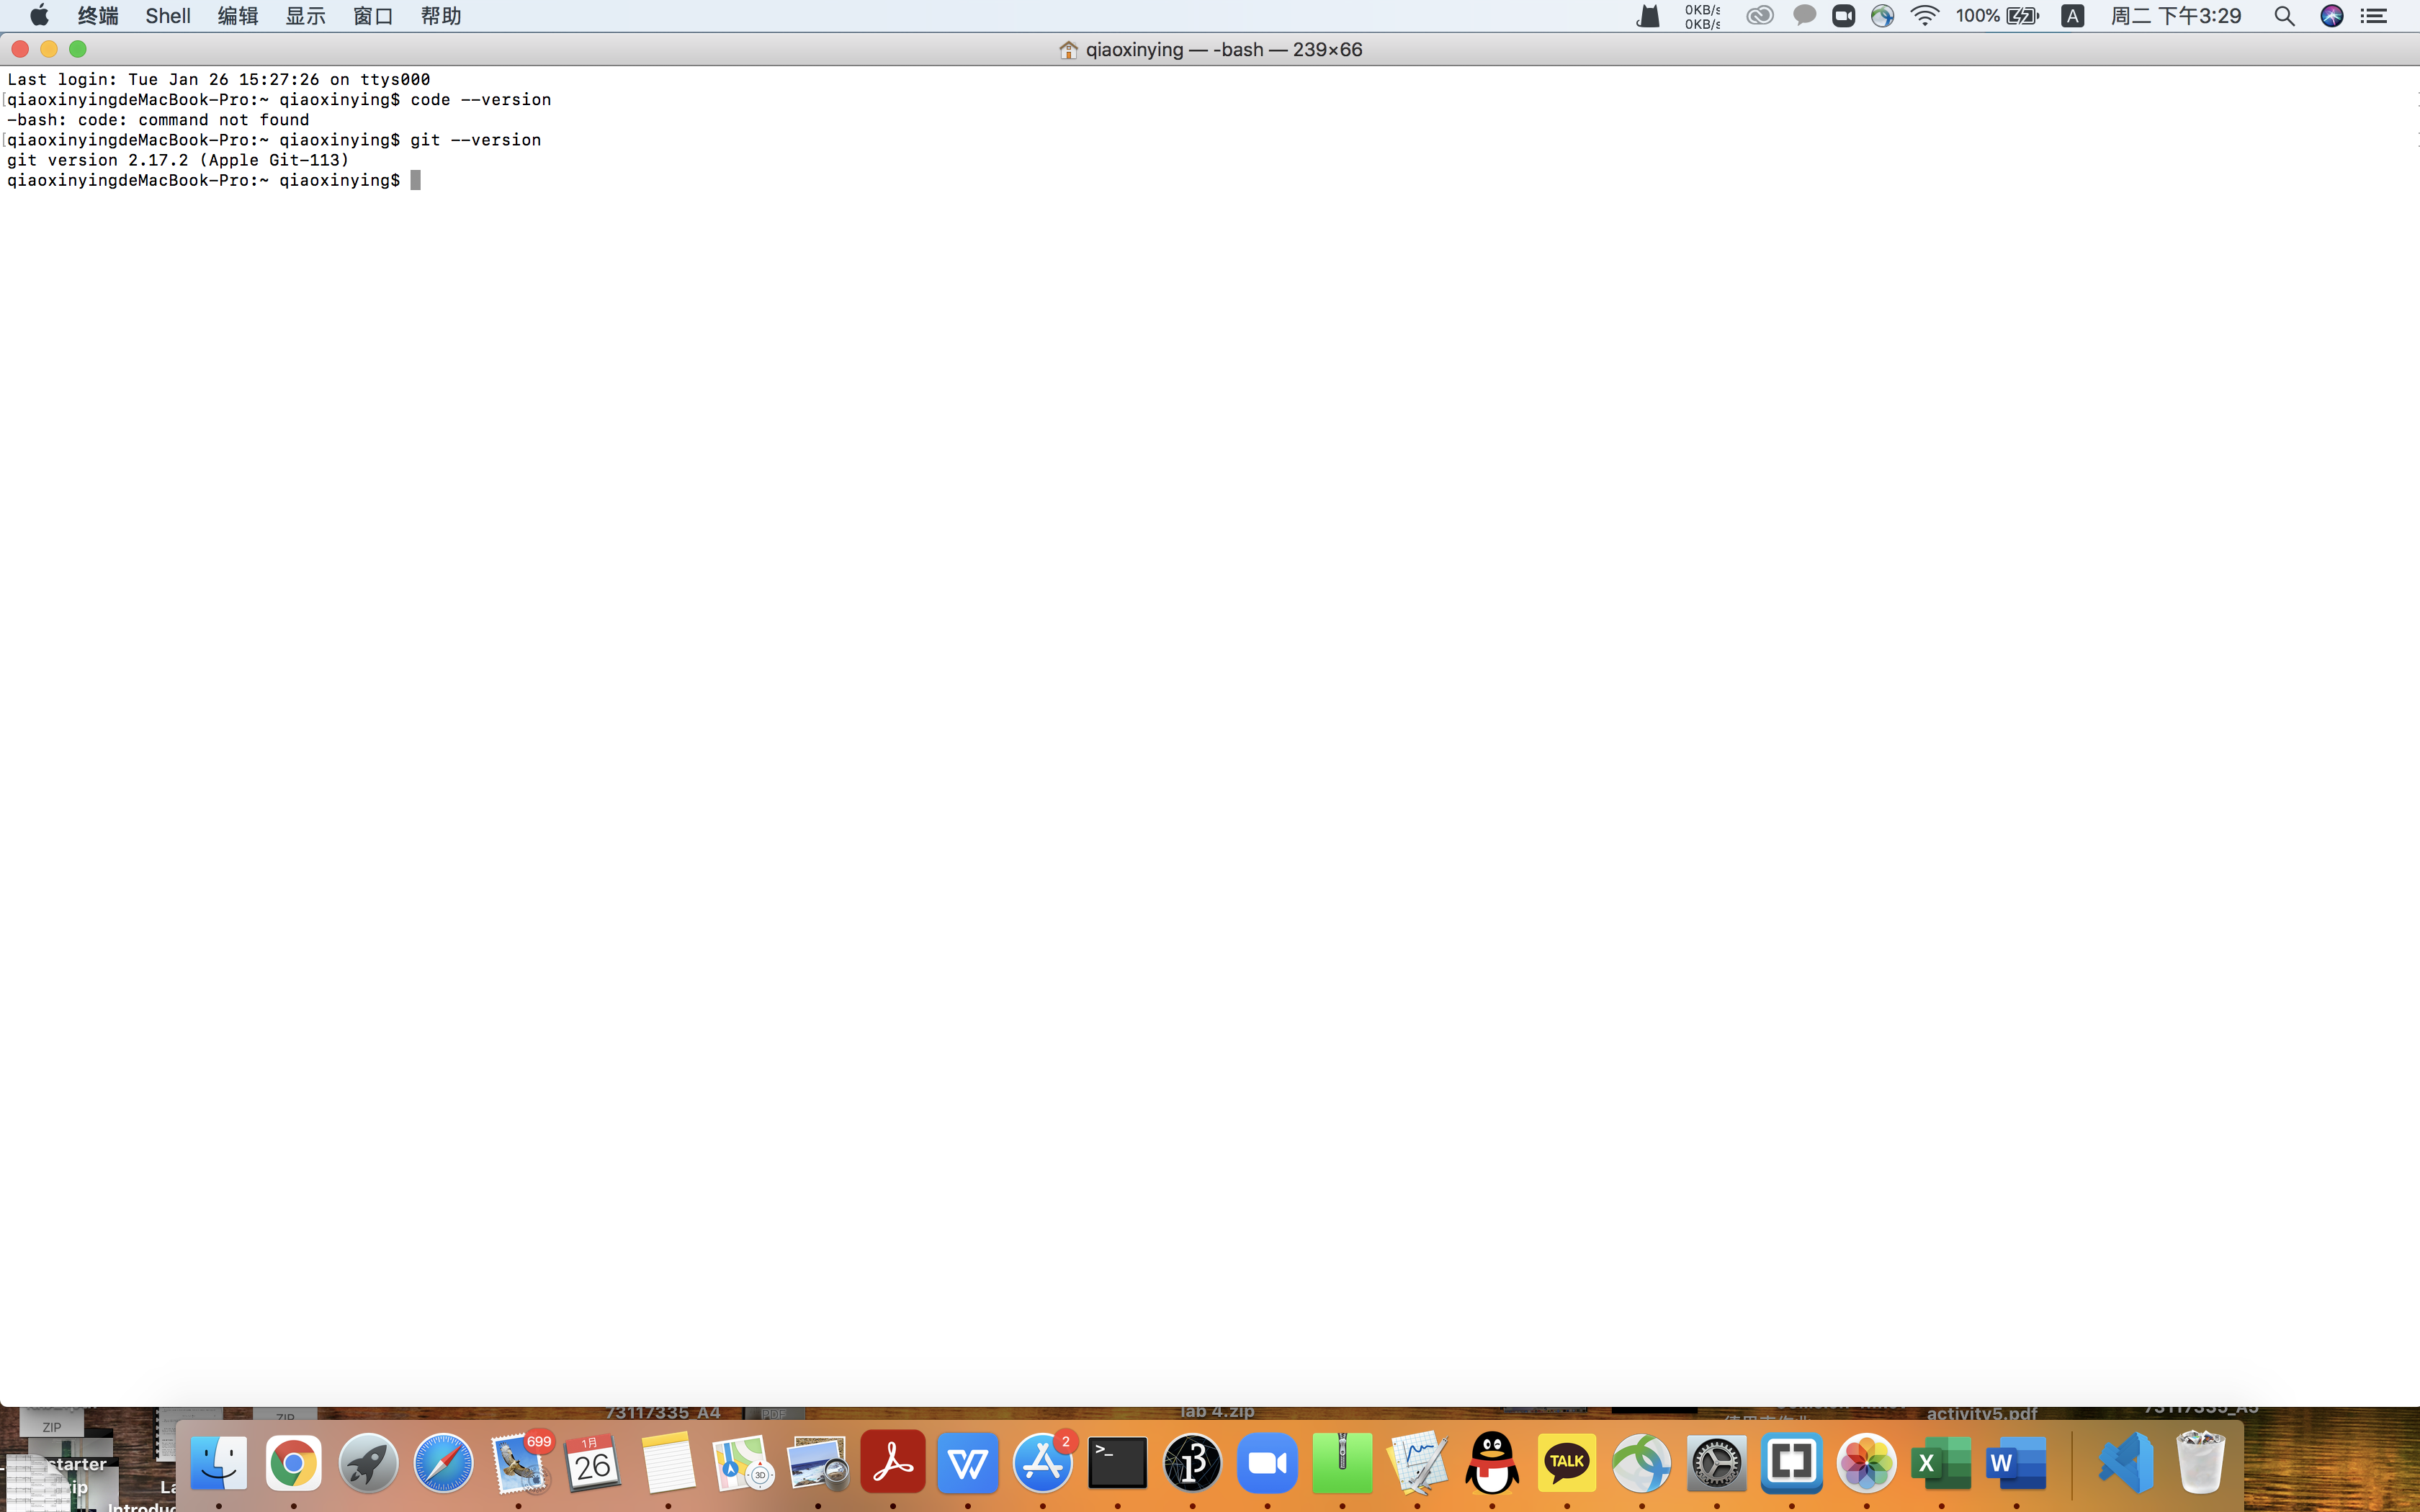 终端 Shell 编辑 显示 窗口 帮助 0KB/s 0KB/s 100% A 周二 下午3:29
qiaoxinying — -bash — 239×66
Last login: Tue Jan 26 15:27:26 on ttys000
[qiaoxinyingdeMacBook-Pro:~ qiaoxinying$ code --version
-bash: code: command not found
[qiaoxinyingdeMacBook-Pro:~ qiaoxinying$ git --version
git version 2.17.2 (Apple Git-113)
qiaoxinyingdeMacBook-Pro:~ qiaoxinying$
73117335_A4 PDF lab 4.zip activity5.pdf 73117335_A5
ZIP ZIP
starter
zip
699 1月 26 3D 2 >_ 13 TALK X W